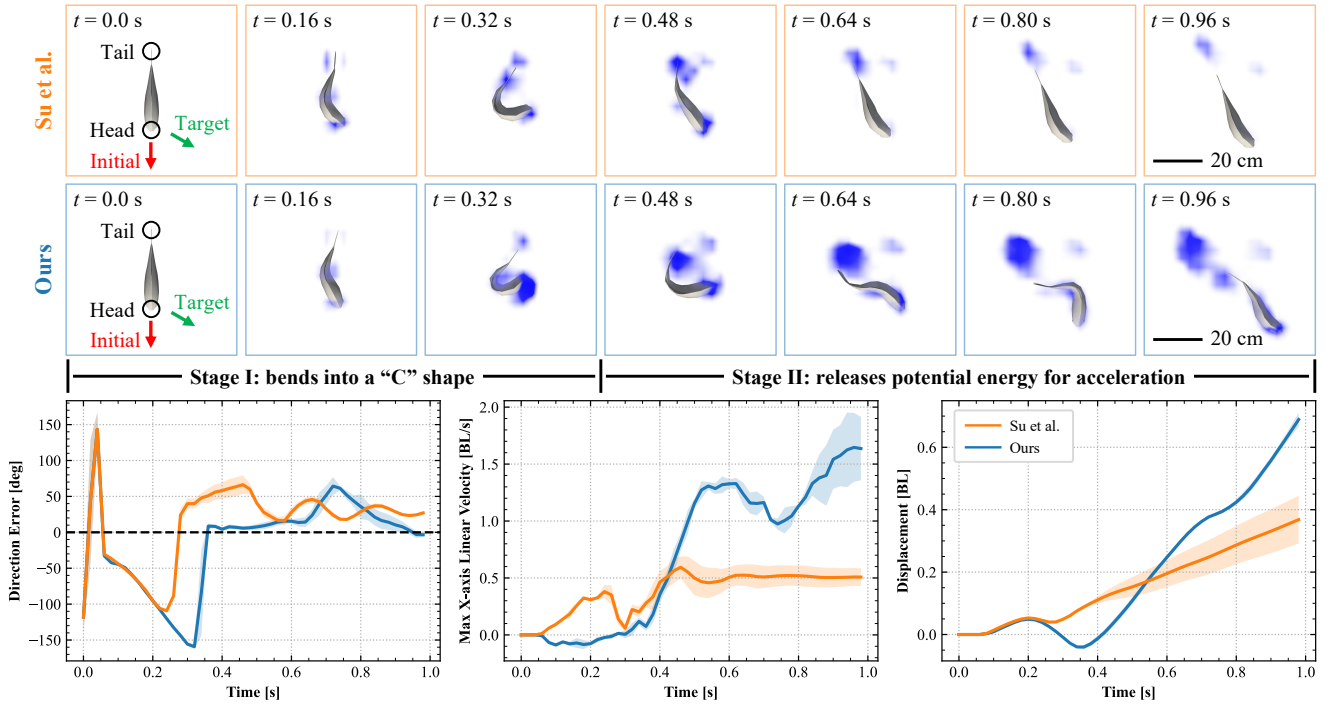 Su et al.
t = 0.0 s
Tail
Head
Target
Initial
t = 0.16 s
t = 0.32 s
t = 0.48 s
t = 0.64 s
t = 0.80 s
t = 0.96 s
20 cm
Ours
t = 0.0 s
Tail
Head
Target
Initial
t = 0.16 s
t = 0.32 s
t = 0.48 s
t = 0.64 s
t = 0.80 s
t = 0.96 s
20 cm
Stage I: bends into a “C” shape
Stage II: releases potential energy for acceleration
Direction Error [deg]
150
100
50
0
−50
−100
−150
0.0 0.2 0.4 0.6 0.8 1.0
Time [s]
Max X-axis Linear Velocity [BL/s]
2.0
1.5
1.0
0.5
0.0
0.0 0.2 0.4 0.6 0.8 1.0
Time [s]
Displacement [BL]
0.6
0.4
0.2
0.0
Su et al.
Ours
0.0 0.2 0.4 0.6 0.8 1.0
Time [s]